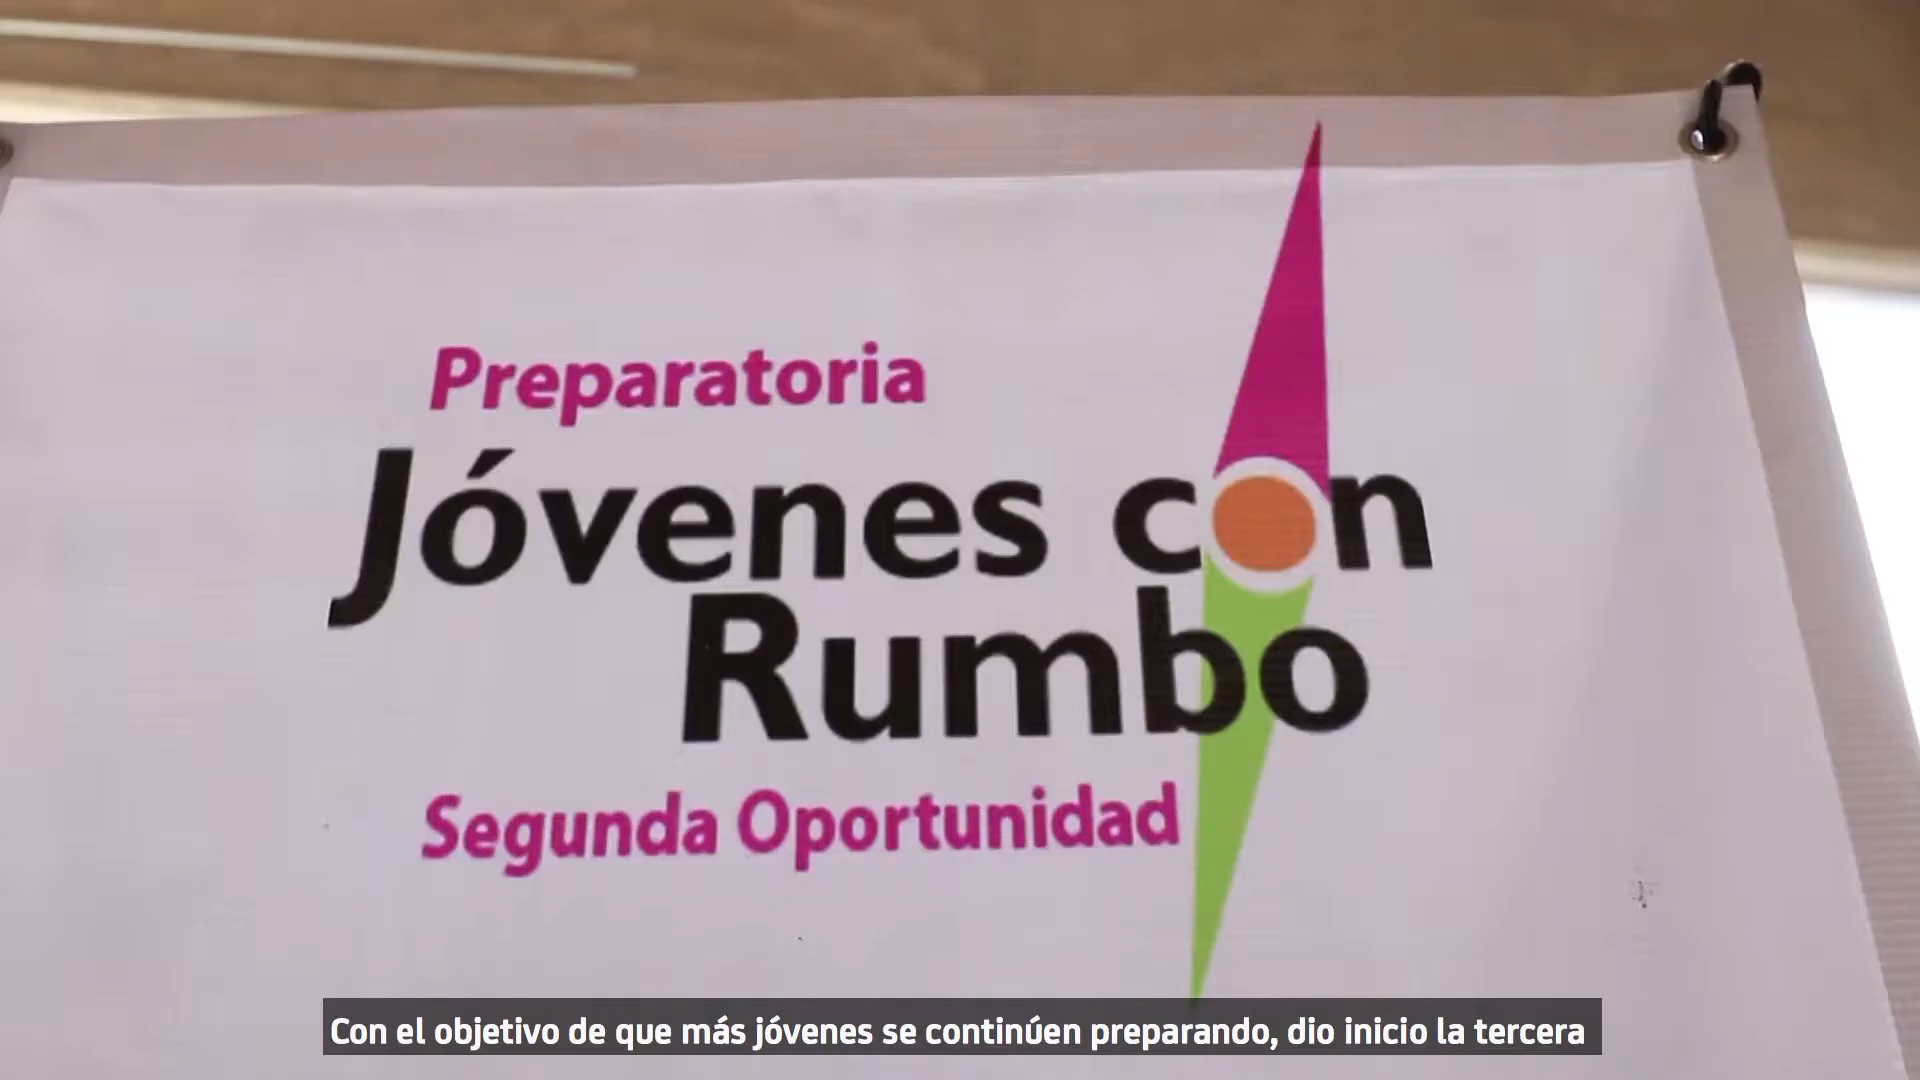 Preparatoria
Jóvenes con
Rumbo
Segunda Oportunidad
Con el objetivo de que más jóvenes se continúen preparando, dio inicio la tercera